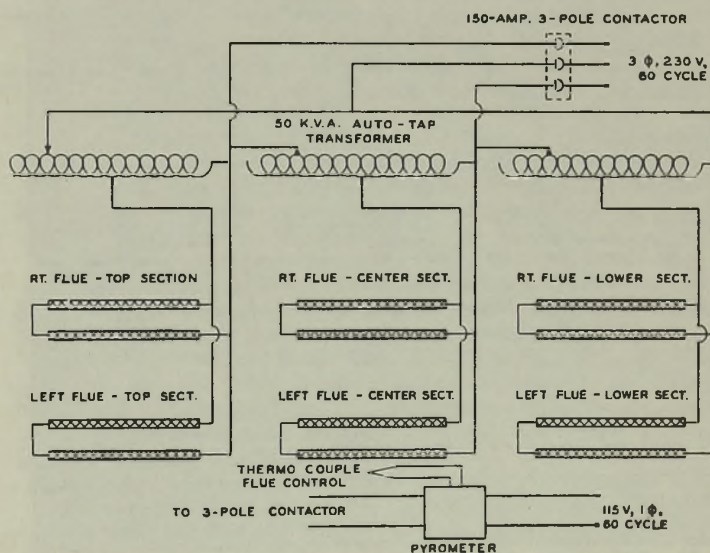 150-AMP. 3-POLE CONTACTOR
3 ϕ, 230 V,
60 CYCLE
50 K.V.A. AUTO-TAP
TRANSFORMER
RT. FLUE - TOP SECTION
RT. FLUE - CENTER SECT.
RT. FLUE - LOWER SECT.
LEFT FLUE - TOP SECT.
LEFT FLUE - CENTER SECT.
LEFT FLUE - LOWER SECT.
THERMO COUPLE
FLUE CONTROL
TO 3-POLE CONTACTOR
115 V, 1 ϕ,
60 CYCLE
PYROMETER